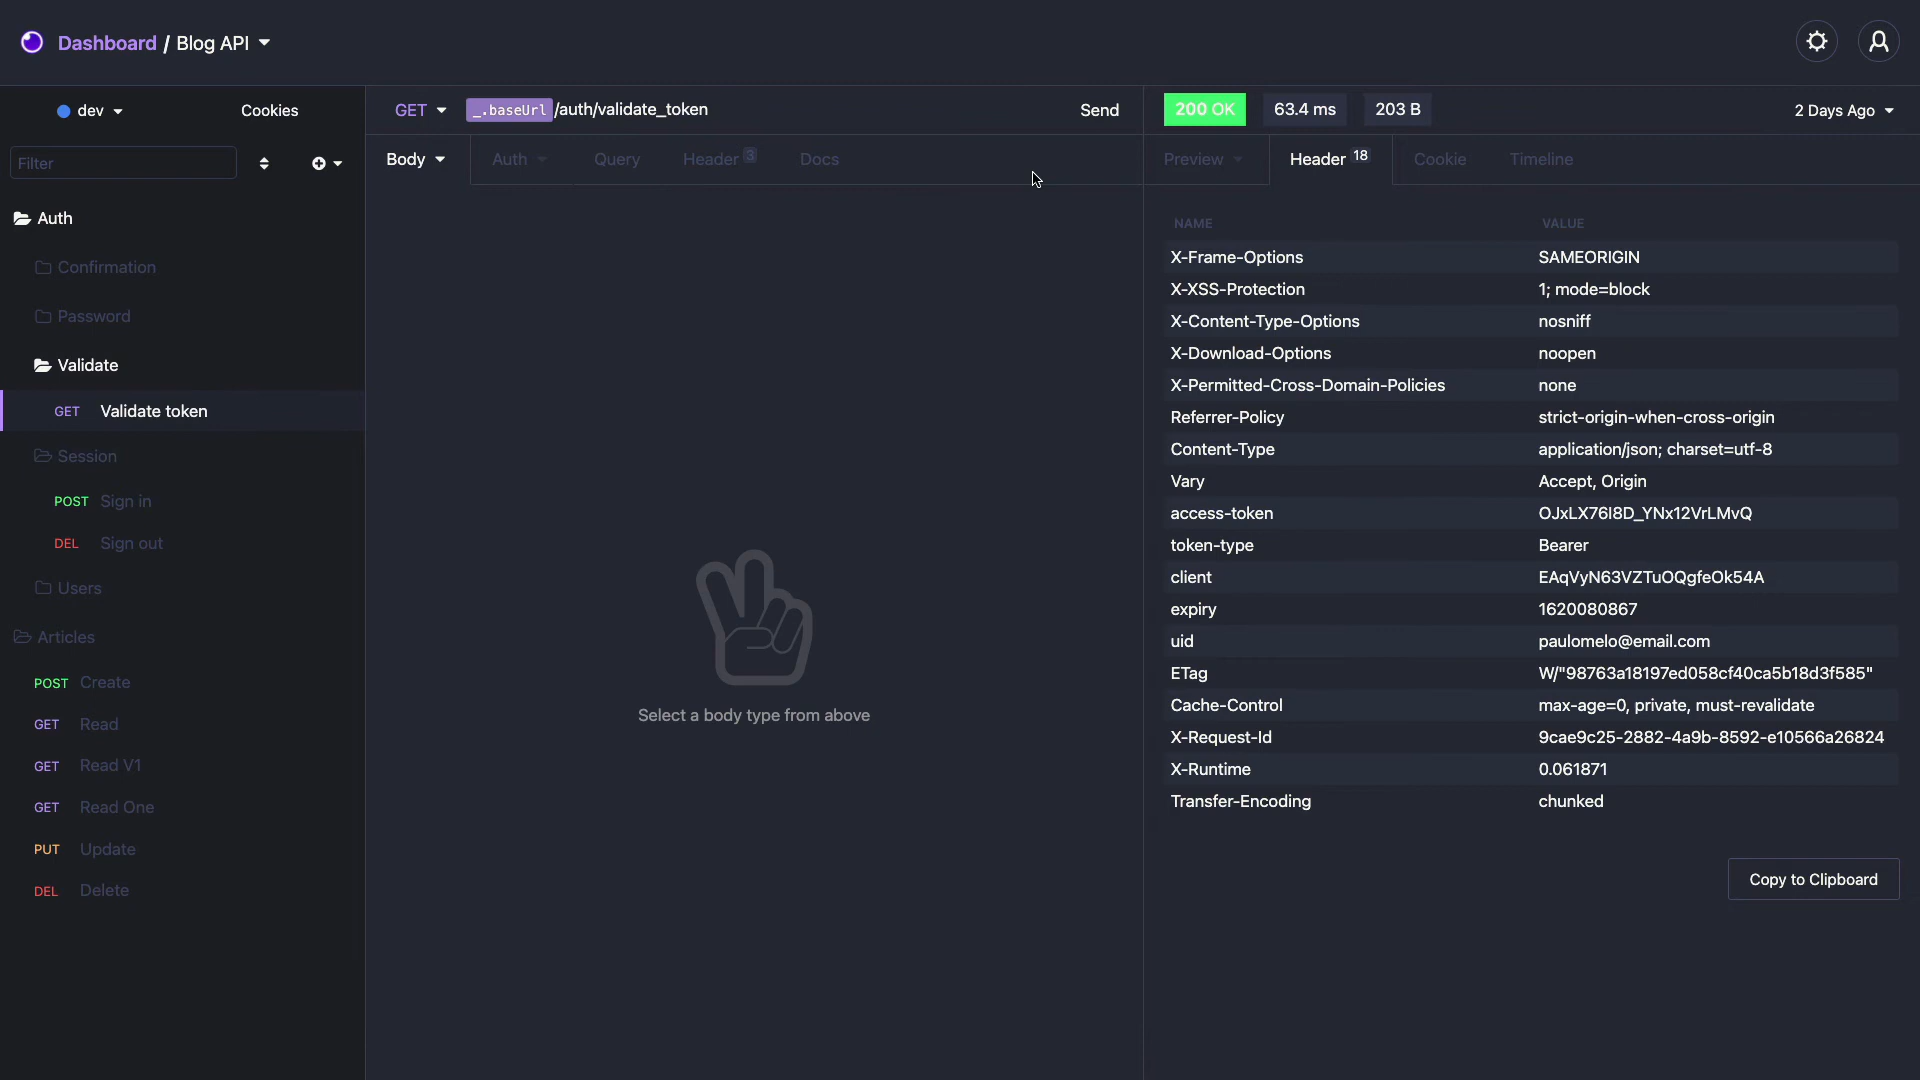 Dashboard / Blog API
dev
Cookies
Filter
Auth
Confirmation
Password
Validate
GET Validate token
Session
POST Sign in
DEL Sign out
Users
Articles
POST Create
GET Read
GET Read V1
GET Read One
PUT Update
DEL Delete
GET _.baseUrl/auth/validate_token
Send
Body
Auth
Query
Header 3
Docs
Select a body type from above
200 OK
63.4 ms
203 B
2 Days Ago
Preview
Header 18
Cookie
Timeline
NAME VALUE
X-Frame-Options SAMEORIGIN
X-XSS-Protection 1; mode=block
X-Content-Type-Options nosniff
X-Download-Options noopen
X-Permitted-Cross-Domain-Policies none
Referrer-Policy strict-origin-when-cross-origin
Content-Type application/json; charset=utf-8
Vary Accept, Origin
access-token OJxLX76I8D_YNx12VrLMvQ
token-type Bearer
client EAqVyN63VZTuOQgfeOk54A
expiry 1620080867
uid paulomelo@email.com
ETag W/"98763a18197ed058cf40ca5b18d3f585"
Cache-Control max-age=0, private, must-revalidate
X-Request-Id 9cae9c25-2882-4a9b-8592-e10566a26824
X-Runtime 0.061871
Transfer-Encoding chunked
Copy to Clipboard